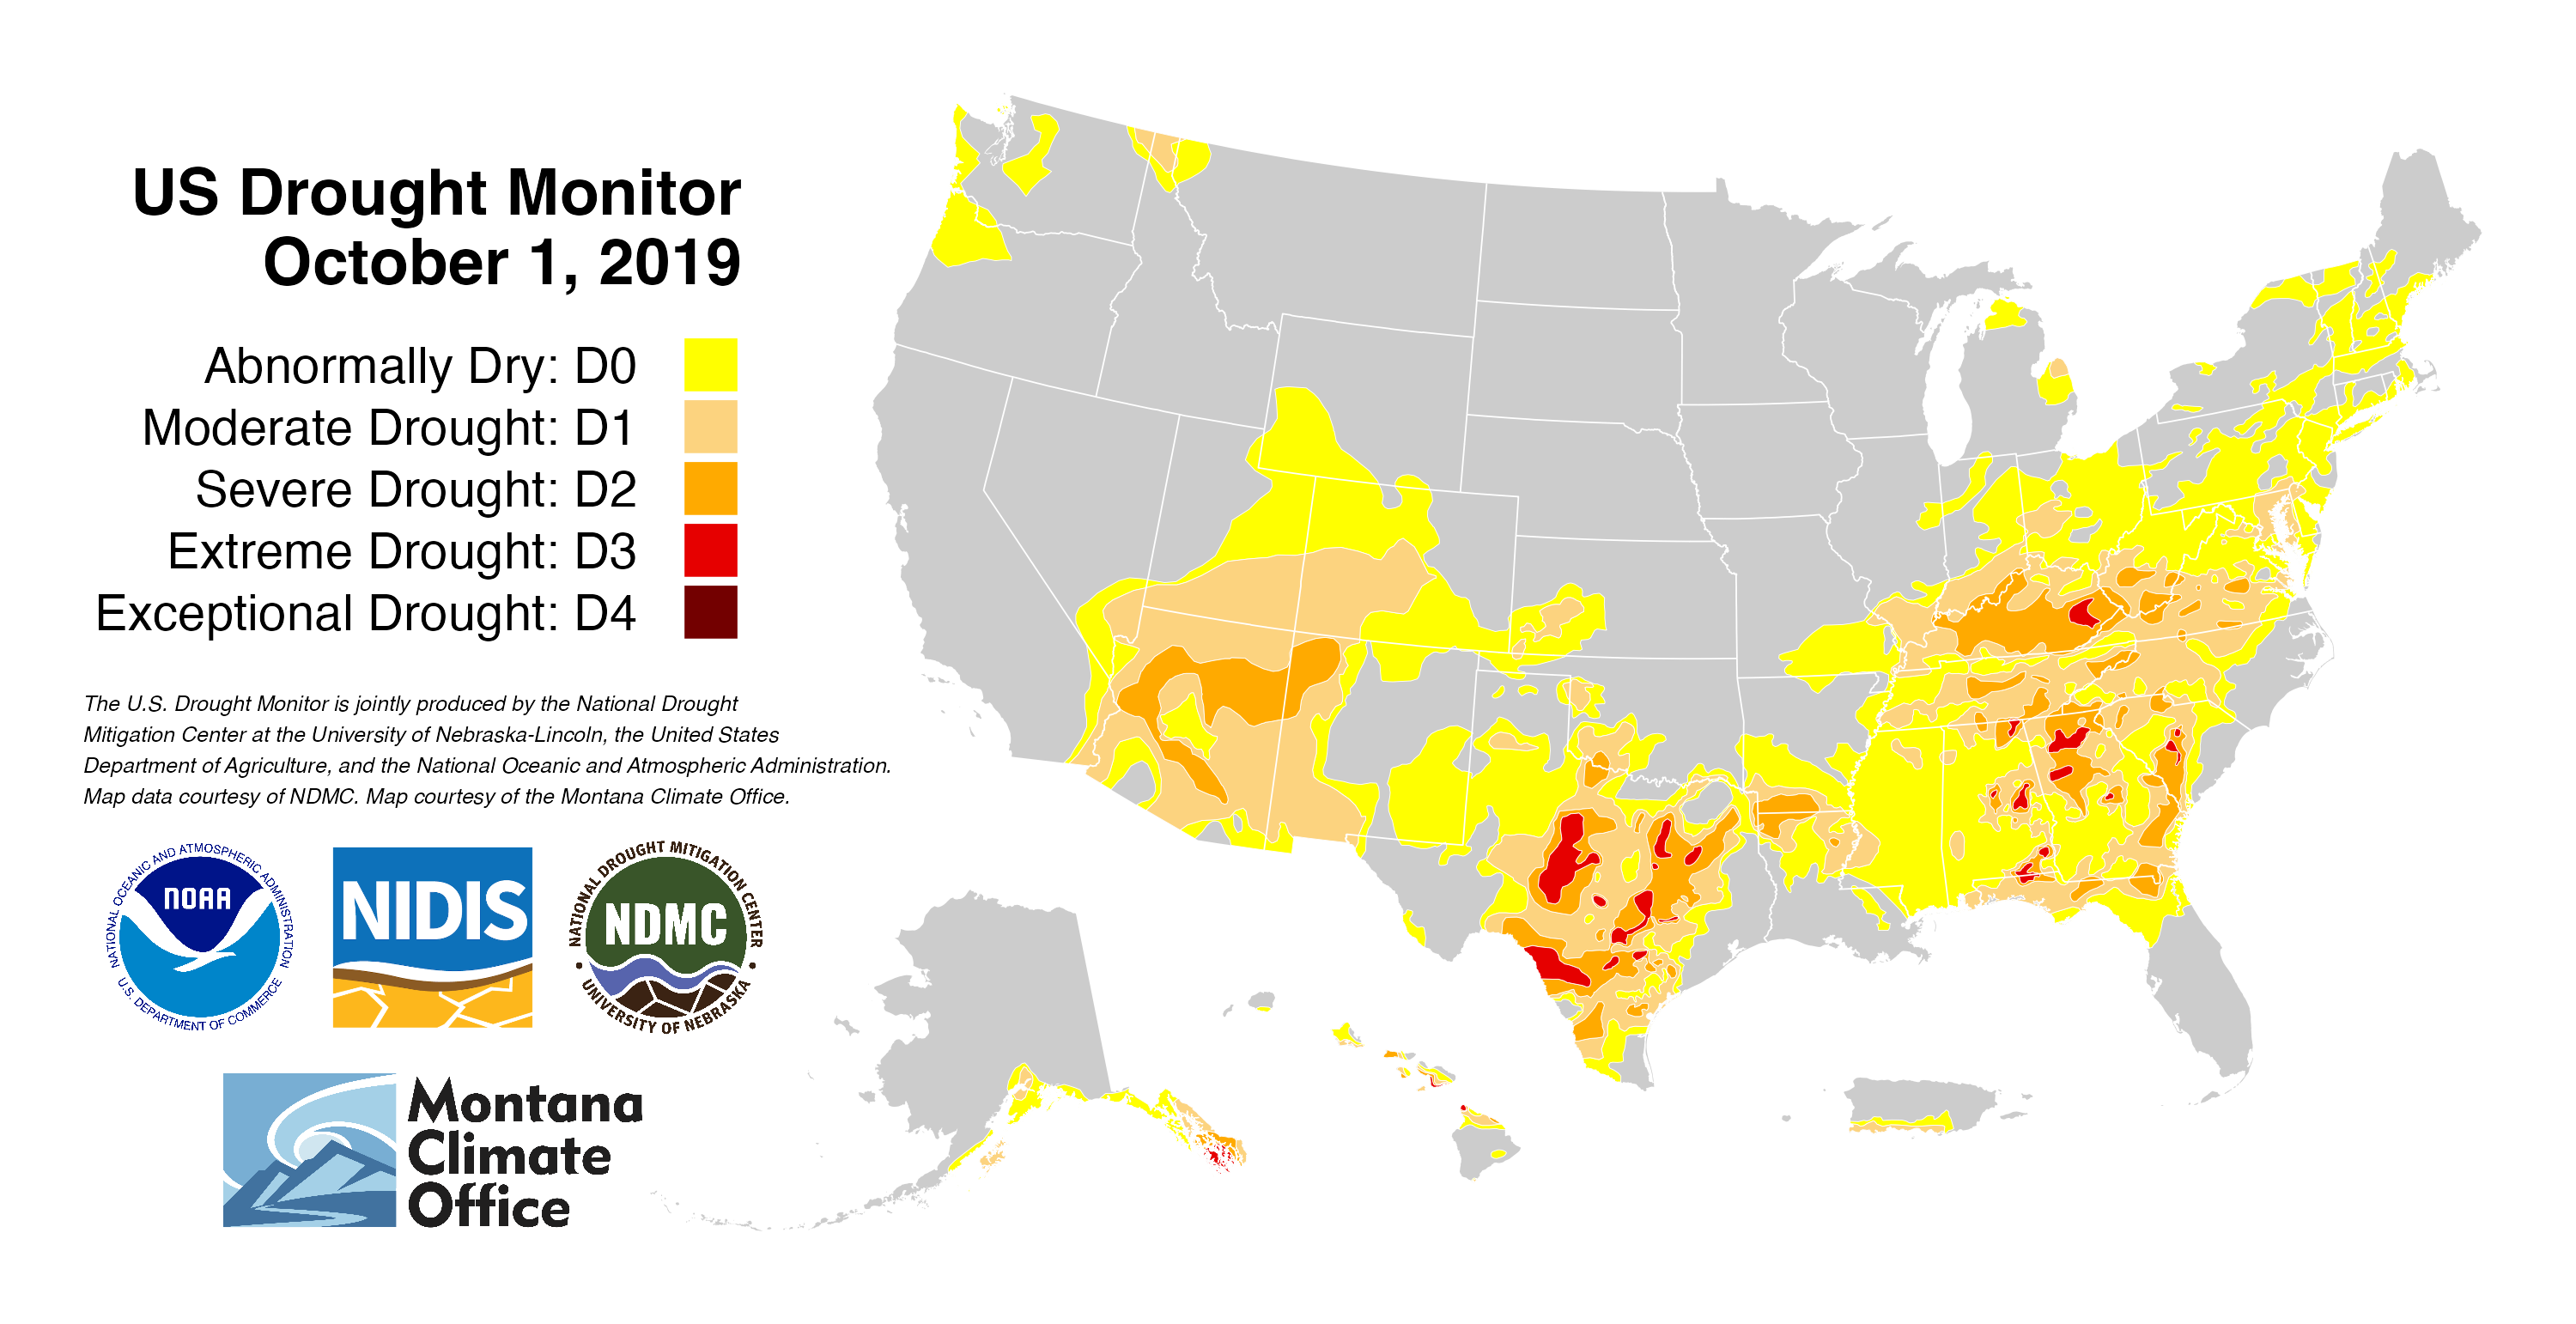 US Drought Monitor
October 1, 2019
Abnormally Dry: D0
Moderate Drought: D1
Severe Drought: D2
Extreme Drought: D3
Exceptional Drought: D4
The U.S. Drought Monitor is jointly produced by the National Drought
Mitigation Center at the University of Nebraska-Lincoln, the United States
Department of Agriculture, and the National Oceanic and Atmospheric Administration.
Map data courtesy of NDMC. Map courtesy of the Montana Climate Office.
NATIONAL OCEANIC AND ATMOSPHERIC ADMINISTRATION
NOAA
U.S. DEPARTMENT OF COMMERCE
NIDIS
NATIONAL DROUGHT MITIGATION CENTER
NDMC
UNIVERSITY OF NEBRASKA
Montana
Climate
Office